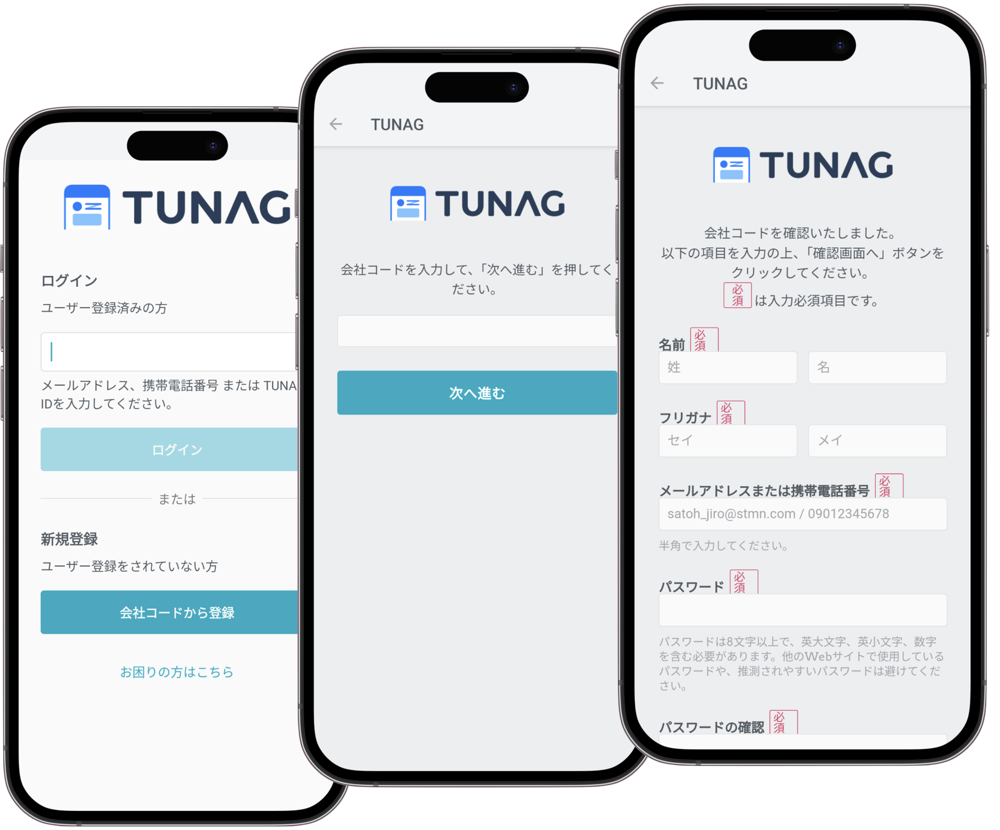 TUNAG
ログイン
ユーザー登録済みの方
メールアドレス、携帯電話番号 または TUNA
IDを入力してください。
ログイン
または
新規登録
ユーザー登録をされていない方
会社コードから登録
お困りの方はこちら
TUNAG
TUNAG
会社コードを入力して、「次へ進む」を押してく
ださい。
次へ進む
TUNAG
TUNAG
会社コードを確認いたしました。
以下の項目を入力の上、「確認画面へ」ボタンを
クリックしてください。
必須 は入力必須項目です。
名前 必須
姓 名
フリガナ 必須
セイ メイ
メールアドレスまたは携帯電話番号 必須
satoh_jiro@stmn.com / 09012345678
半角で入力してください。
パスワード 必須
パスワードは8文字以上で、英大文字、英小文字、数字
を含む必要があります。他のWebサイトで使用している
パスワードや、推測されやすいパスワードは避けてくだ
さい。
パスワードの確認 必須